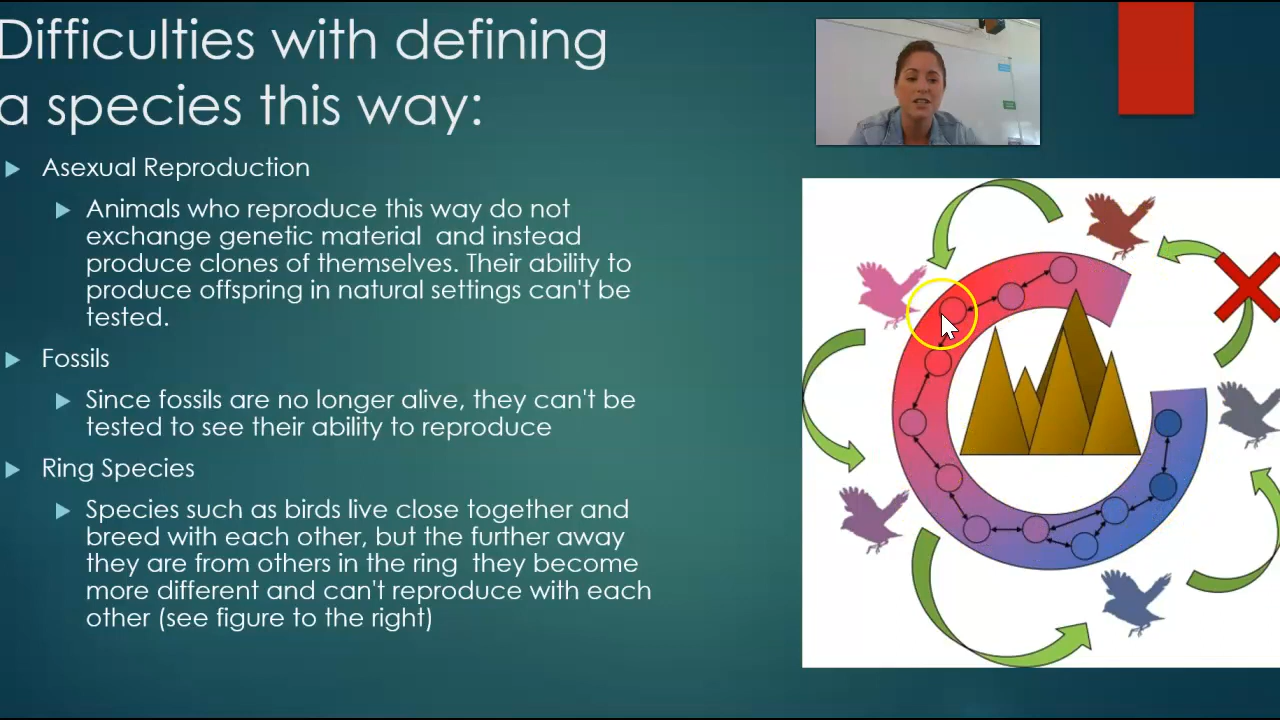 Difficulties with defining
a species this way:
Asexual Reproduction
Animals who reproduce this way do not
exchange genetic material and instead
produce clones of themselves. Their ability to
produce offspring in natural settings can't be
tested.
Fossils
Since fossils are no longer alive, they can't be
tested to see their ability to reproduce
Ring Species
Species such as birds live close together and
breed with each other, but the further away
they are from others in the ring they become
more different and can't reproduce with each
other (see figure to the right)